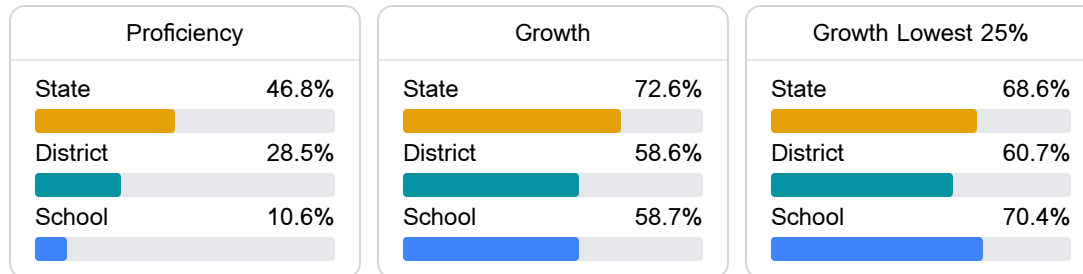 Proficiency
State 46.8%
District 28.5%
School 10.6%
Growth
State 72.6%
District 58.6%
School 58.7%
Growth Lowest 25%
State 68.6%
District 60.7%
School 70.4%